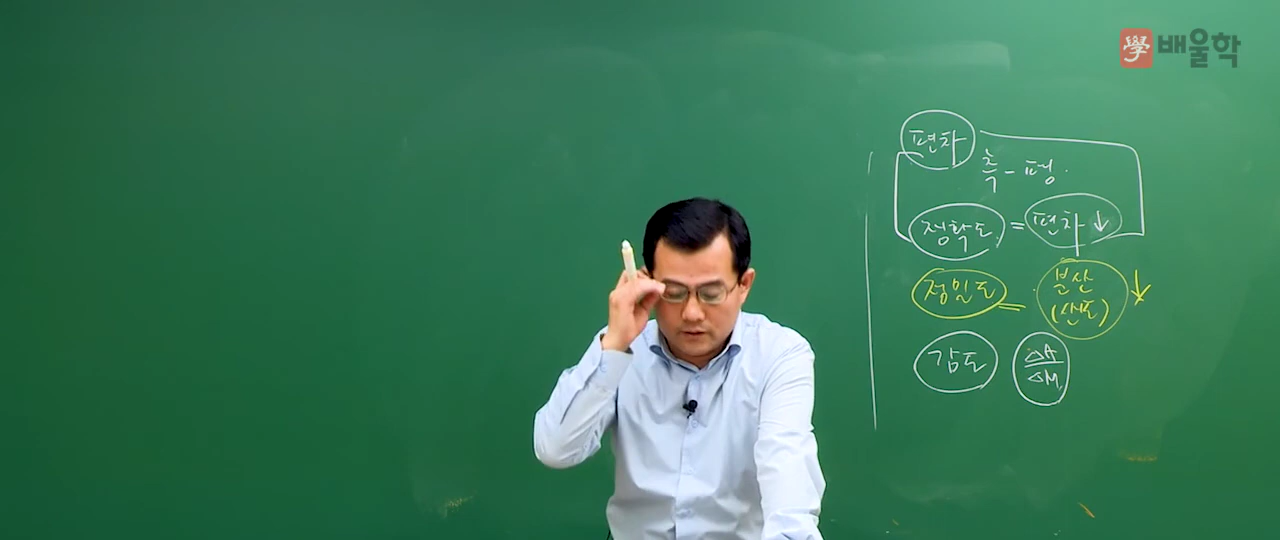 學 배울학
편차
측 - 평.
정확도 = 편차 ↓
정밀도 = 분산 (산포) ↓
감도 ΔA/ΔM